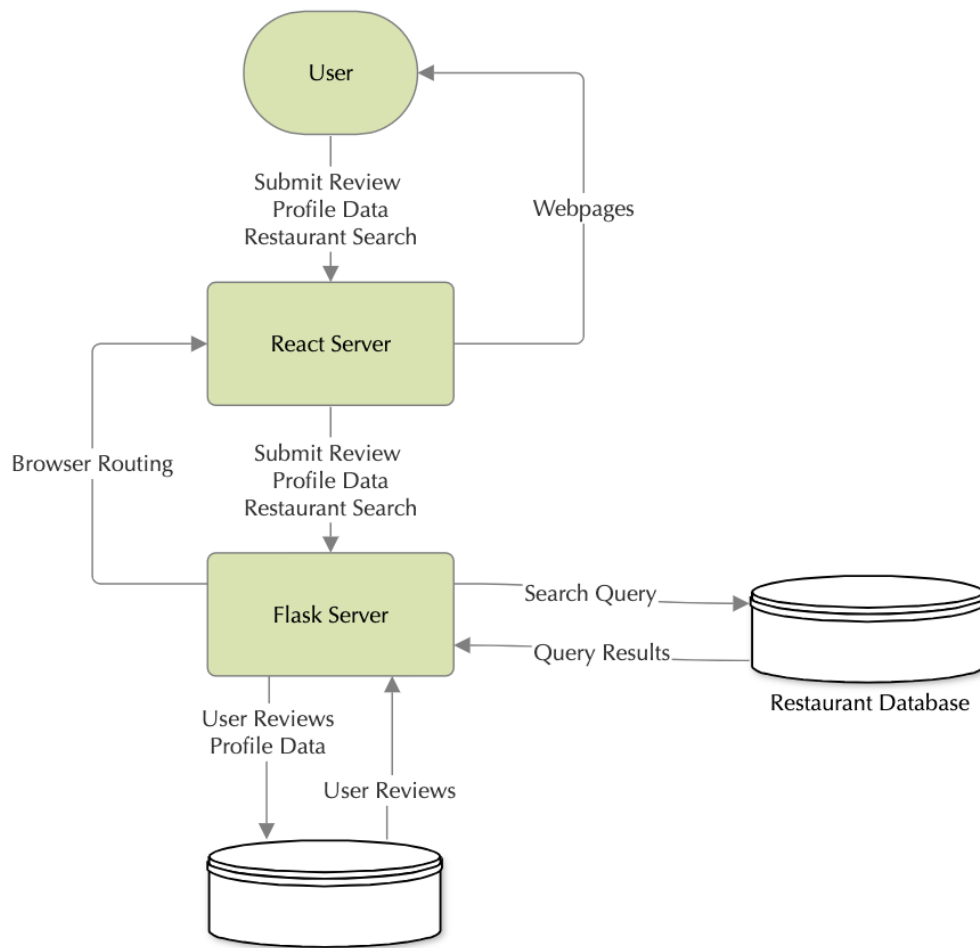 User
Submit Review
Profile Data
Restaurant Search
Webpages
React Server
Browser Routing
Submit Review
Profile Data
Restaurant Search
Flask Server
Search Query
Query Results
Restaurant Database
User Reviews
Profile Data
User Reviews